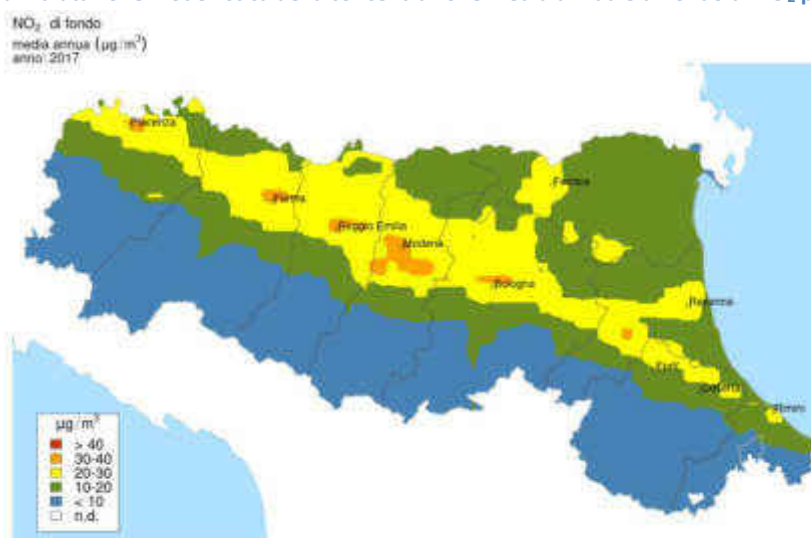 NO₂ di fondo
media annua (µg/m³)
anno: 2017
Piacenza
Parma
Reggio Emilia
Modena
Ferrara
Bologna
Ravenna
Forlì
Cesena
Rimini
µg/m³
> 40
30-40
20-30
10-20
< 10
n.d.